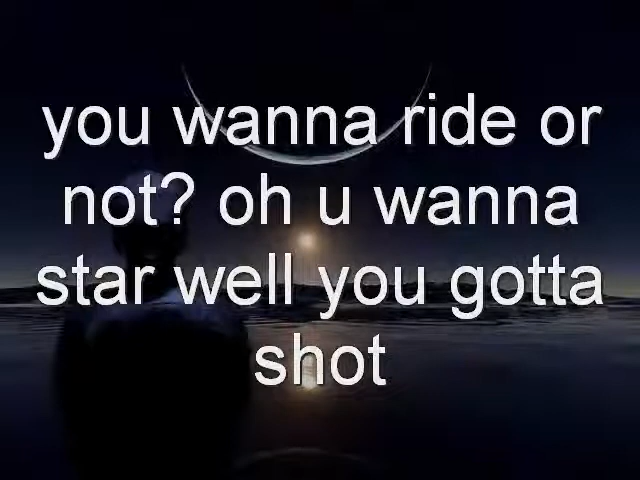 you wanna ride or
not? oh u wanna
star well you gotta
shot